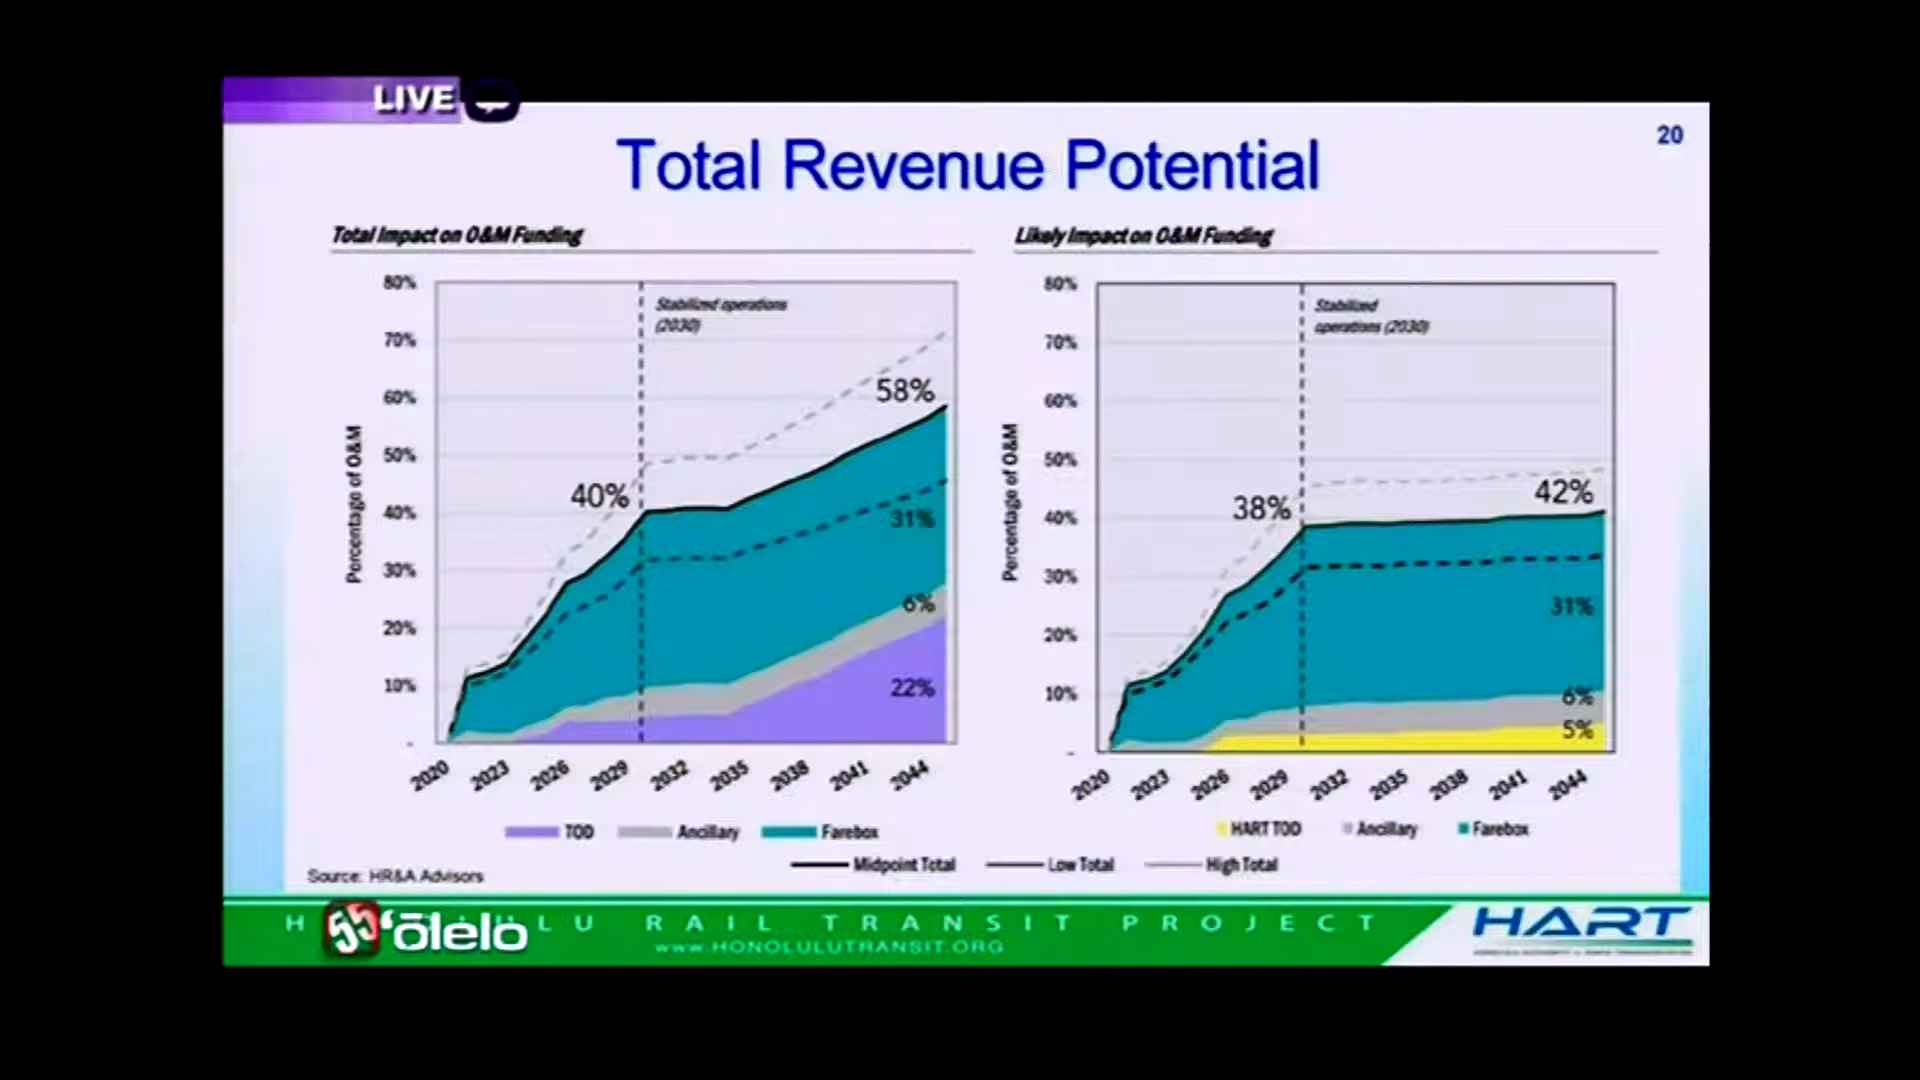 LIVE
20
Total Revenue Potential
Total Impact on O&M Funding
Likely Impact on O&M Funding
Percentage of O&M
80%
70%
60%
50%
40%
30%
20%
10%
-
Stabilized operations
(2030)
40%
58%
31%
6%
22%
2020
2023
2026
2029
2032
2035
2038
2041
2044
TOD
Ancillary
Farebox
Percentage of O&M
80%
70%
60%
50%
40%
30%
20%
10%
-
Stabilized
operations (2030)
38%
42%
31%
6%
5%
2020
2023
2026
2029
2032
2035
2038
2041
2044
HART TOD
Ancillary
Farebox
Midpoint Total
Low Total
High Total
Source: HR&A Advisors
RAIL TRANSIT PROJECT
55 'ōlelo
WWW.HONOLULUTRANSIT.ORG
HART